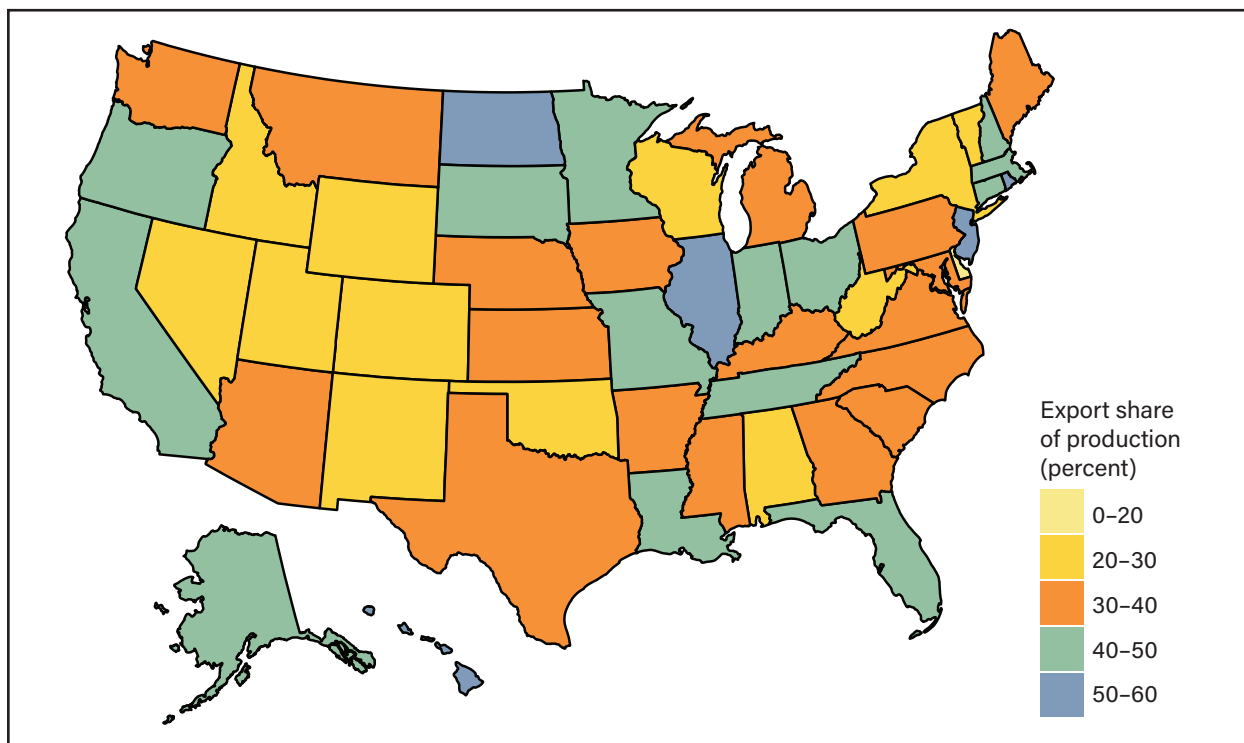 Export share
of production
(percent)
0–20
20–30
30–40
40–50
50–60